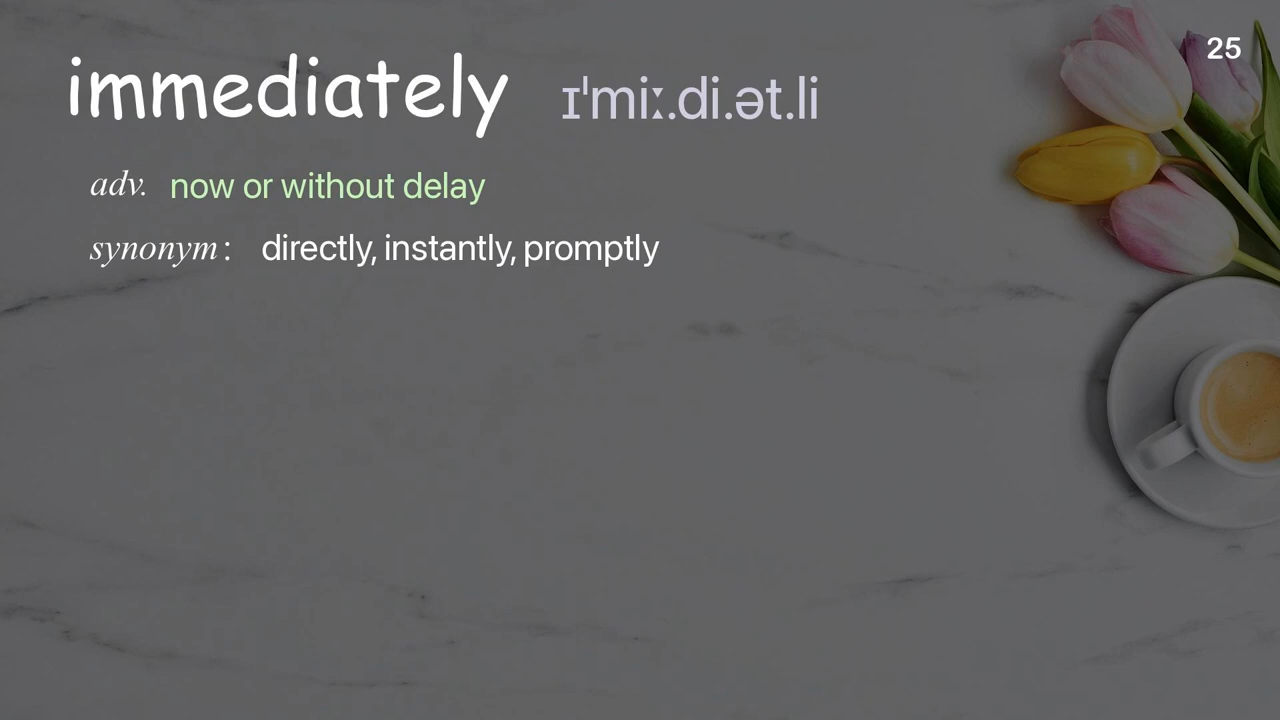 25
immediately ɪˈmiː.di.ət.li
adv. now or without delay
synonym: directly, instantly, promptly